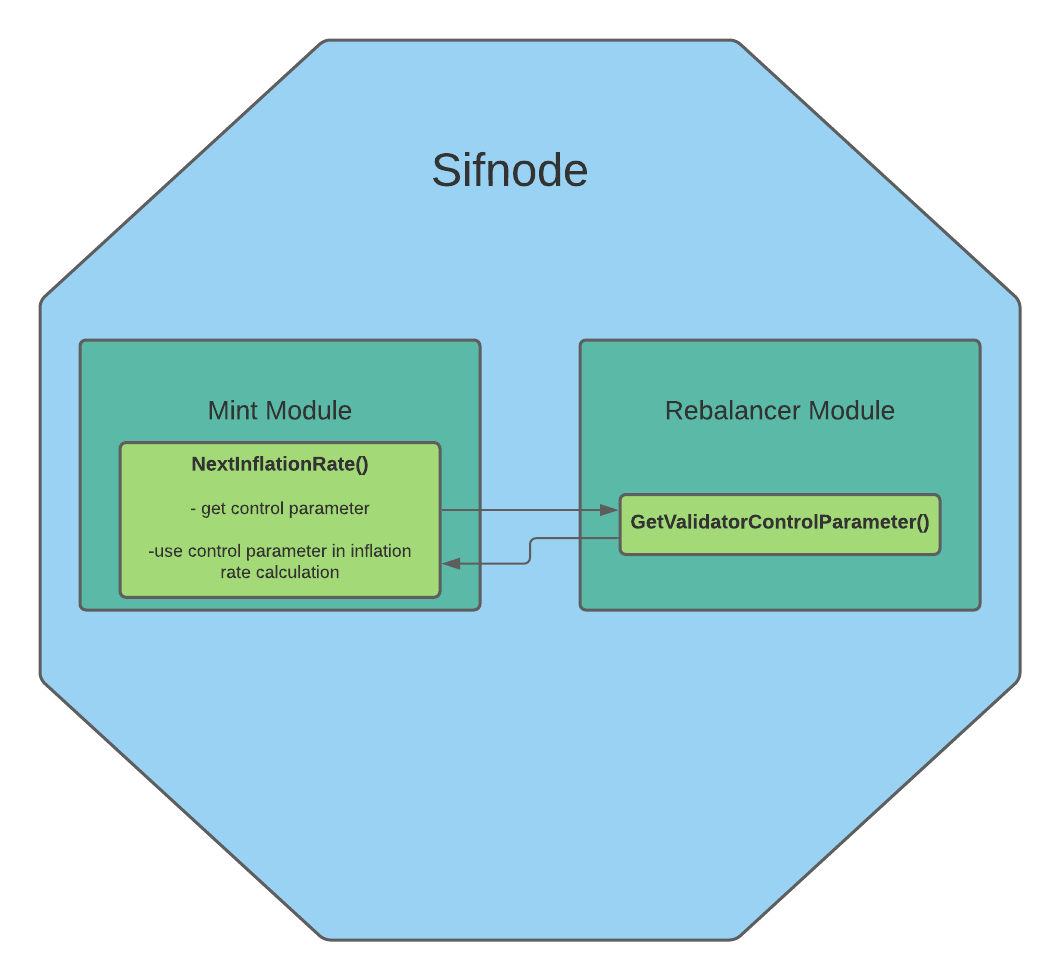 Sifnode
Mint Module
NextInflationRate()
- get control parameter
-use control parameter in inflation
rate calculation
Rebalancer Module
GetValidatorControlParameter()